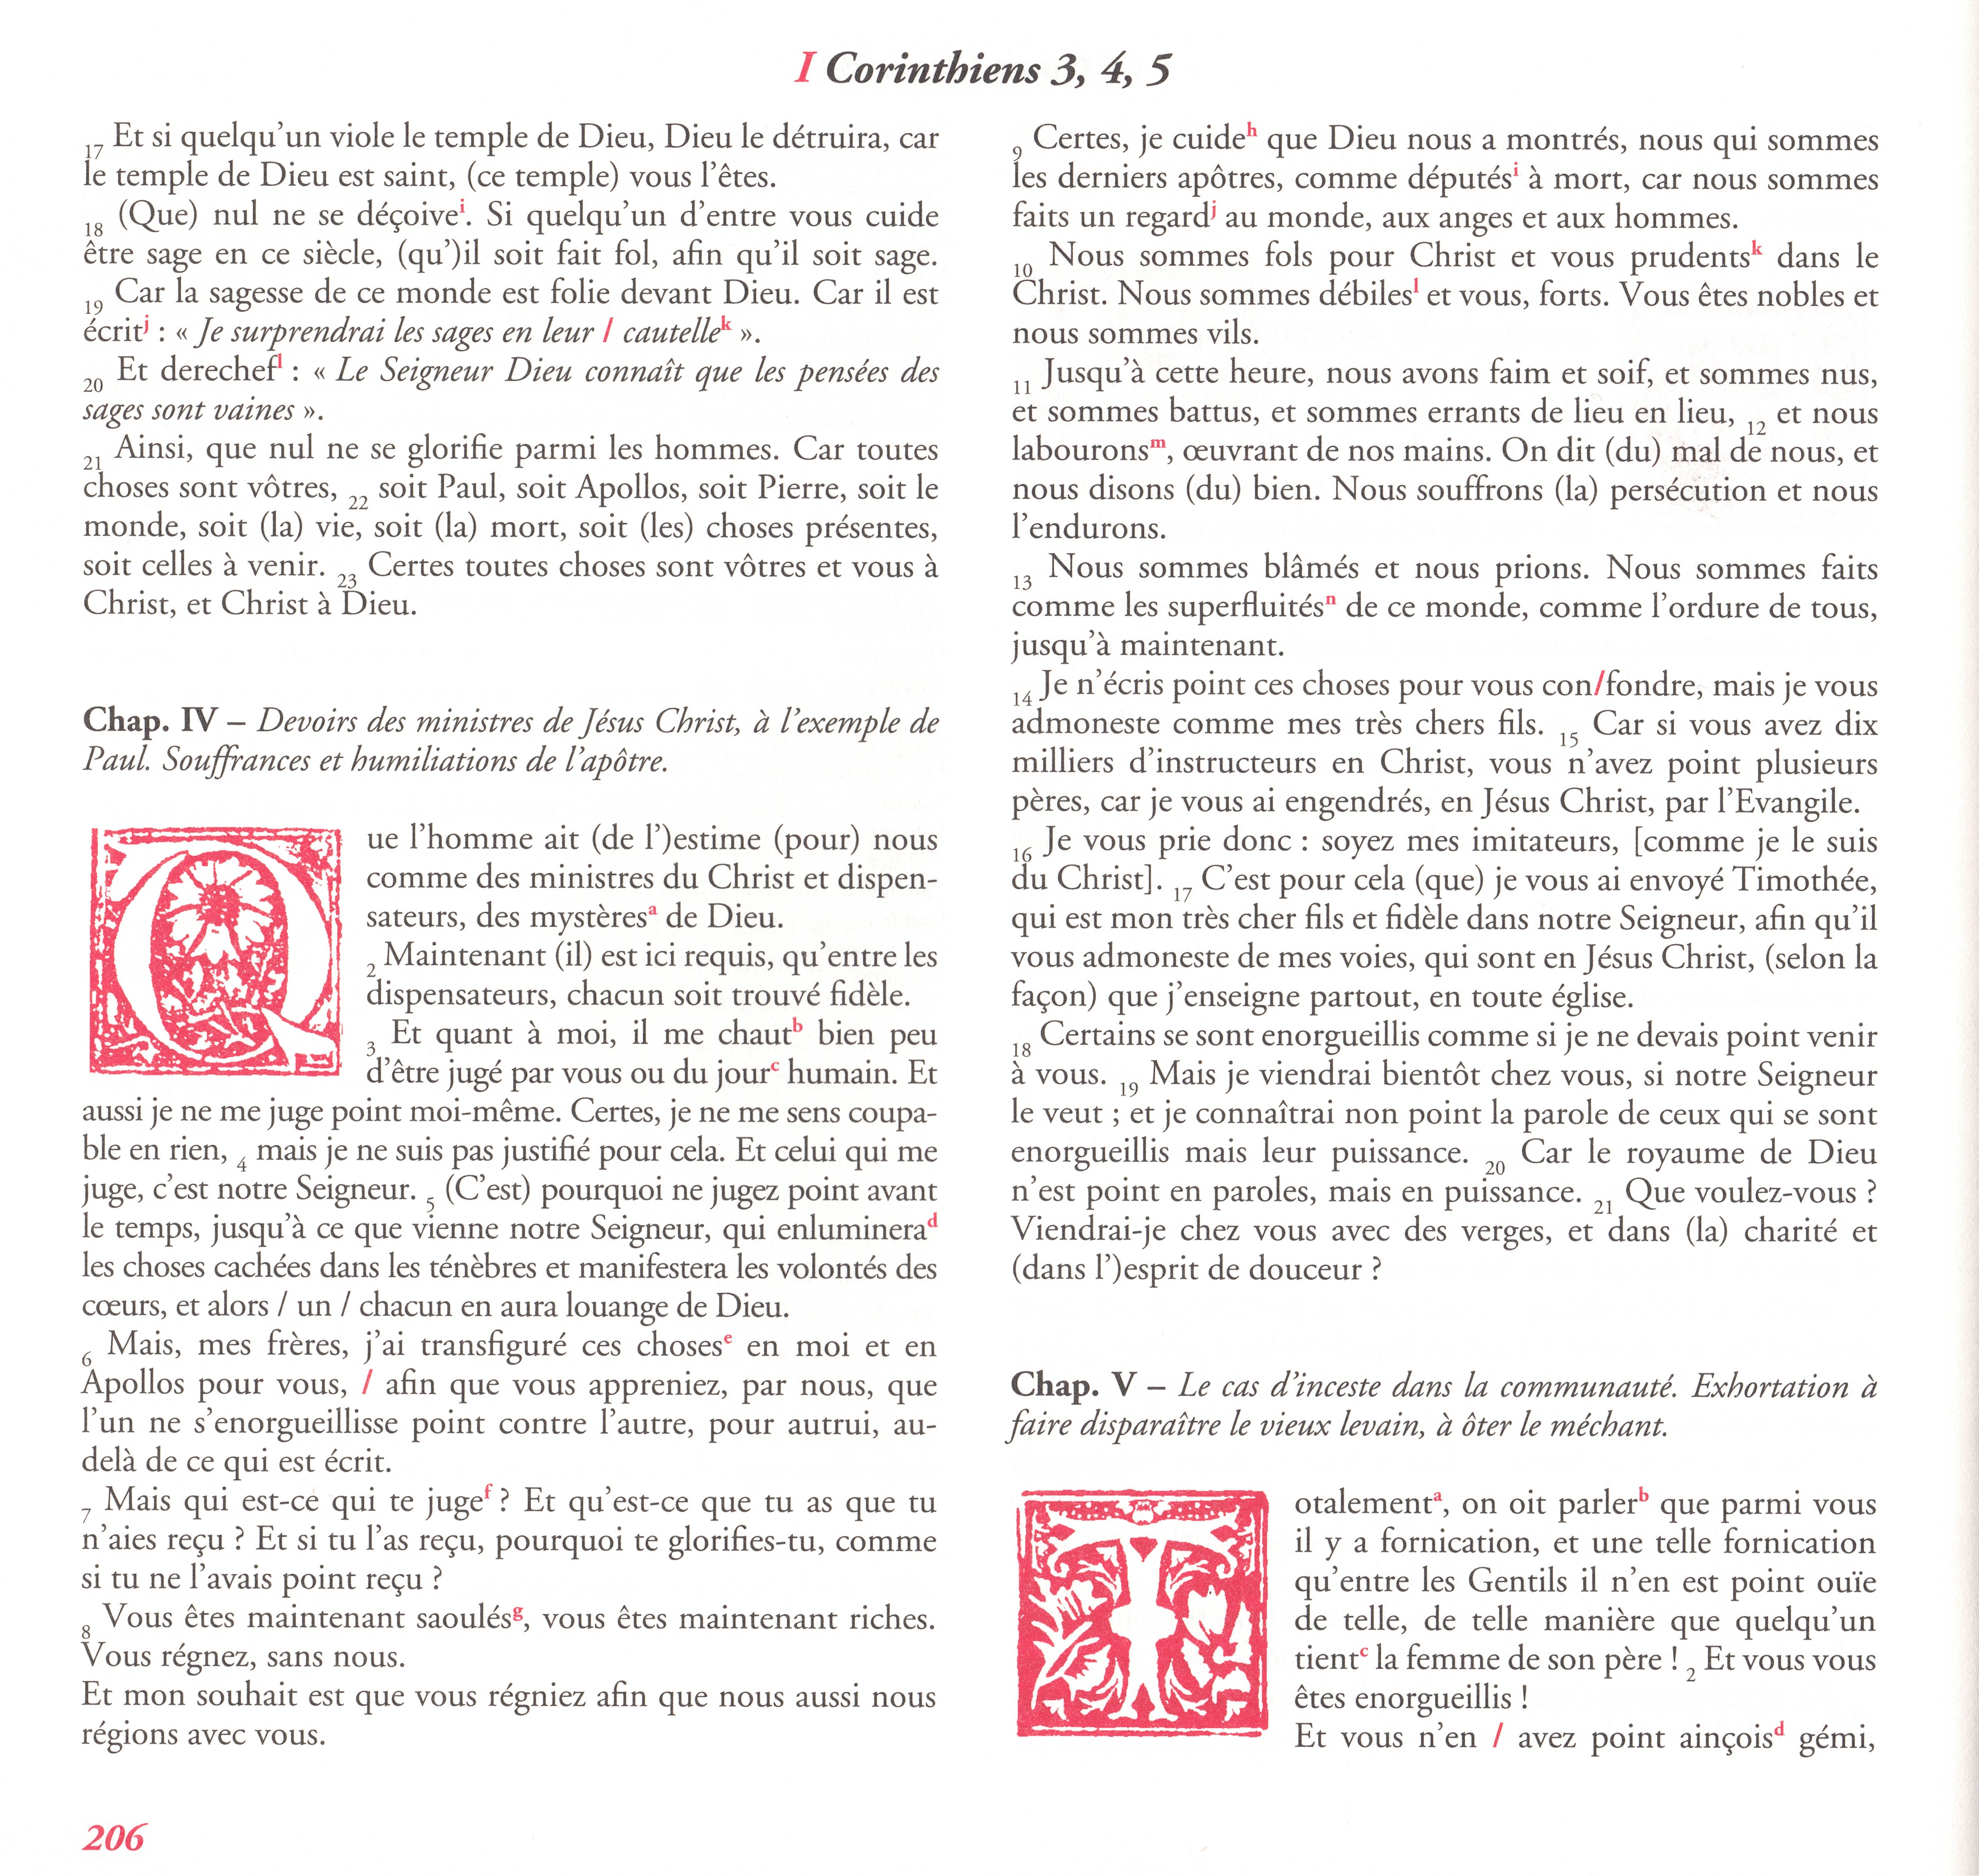 I Corinthiens 3, 4, 5
17 Et si quelqu'un viole le temple de Dieu, Dieu le détruira, car
le temple de Dieu est saint, (ce temple) vous l'êtes.
18 (Que) nul ne se déçoiveⁱ. Si quelqu'un d'entre vous cuide
être sage en ce siècle, (qu')il soit fait fol, afin qu'il soit sage.
19 Car la sagesse de ce monde est folie devant Dieu. Car il est
écritʲ : « Je surprendrai les sages en leur / cautelleᵏ ».
20 Et derechefˡ : « Le Seigneur Dieu connaît que les pensées des
sages sont vaines ».
21 Ainsi, que nul ne se glorifie parmi les hommes. Car toutes
choses sont vôtres, 22 soit Paul, soit Apollos, soit Pierre, soit le
monde, soit (la) vie, soit (la) mort, soit (les) choses présentes,
soit celles à venir. 23 Certes toutes choses sont vôtres et vous à
Christ, et Christ à Dieu.
Chap. IV – Devoirs des ministres de Jésus Christ, à l'exemple de
Paul. Souffrances et humiliations de l'apôtre.
Que l'homme ait (de l')estime (pour) nous
comme des ministres du Christ et dispen-
sateurs, des mystèresᵃ de Dieu.
2 Maintenant (il) est ici requis, qu'entre les
dispensateurs, chacun soit trouvé fidèle.
3 Et quant à moi, il me chautᵇ bien peu
d'être jugé par vous ou du jourᶜ humain. Et
aussi je ne me juge point moi-même. Certes, je ne me sens coupa-
ble en rien, 4 mais je ne suis pas justifié pour cela. Et celui qui me
juge, c'est notre Seigneur. 5 (C'est) pourquoi ne jugez point avant
le temps, jusqu'à ce que vienne notre Seigneur, qui enlumineraᵈ
les choses cachées dans les ténèbres et manifestera les volontés des
cœurs, et alors / un / chacun en aura louange de Dieu.
6 Mais, mes frères, j'ai transfiguré ces chosesᵉ en moi et en
Apollos pour vous, / afin que vous appreniez, par nous, que
l'un ne s'enorgueillisse point contre l'autre, pour autrui, au-
delà de ce qui est écrit.
7 Mais qui est-ce qui te jugeᶠ ? Et qu'est-ce que tu as que tu
n'aies reçu ? Et si tu l'as reçu, pourquoi te glorifies-tu, comme
si tu ne l'avais point reçu ?
8 Vous êtes maintenant saoulésᵍ, vous êtes maintenant riches.
Vous régnez, sans nous.
Et mon souhait est que vous régniez afin que nous aussi nous
régions avec vous.
9 Certes, je cuideʰ que Dieu nous a montrés, nous qui sommes
les derniers apôtres, comme députésⁱ à mort, car nous sommes
faits un regardʲ au monde, aux anges et aux hommes.
10 Nous sommes fols pour Christ et vous prudentsᵏ dans le
Christ. Nous sommes débilesˡ et vous, forts. Vous êtes nobles et
nous sommes vils.
11 Jusqu'à cette heure, nous avons faim et soif, et sommes nus,
et sommes battus, et sommes errants de lieu en lieu, 12 et nous
labouronsᵐ, œuvrant de nos mains. On dit (du) mal de nous, et
nous disons (du) bien. Nous souffrons (la) persécution et nous
l'endurons.
13 Nous sommes blâmés et nous prions. Nous sommes faits
comme les superfluitésⁿ de ce monde, comme l'ordure de tous,
jusqu'à maintenant.
14 Je n'écris point ces choses pour vous con/fondre, mais je vous
admoneste comme mes très chers fils. 15 Car si vous avez dix
milliers d'instructeurs en Christ, vous n'avez point plusieurs
pères, car je vous ai engendrés, en Jésus Christ, par l'Evangile.
16 Je vous prie donc : soyez mes imitateurs, [comme je le suis
du Christ]. 17 C'est pour cela (que) je vous ai envoyé Timothée,
qui est mon très cher fils et fidèle dans notre Seigneur, afin qu'il
vous admoneste de mes voies, qui sont en Jésus Christ, (selon la
façon) que j'enseigne partout, en toute église.
18 Certains se sont enorgueillis comme si je ne devais point venir
à vous. 19 Mais je viendrai bientôt chez vous, si notre Seigneur
le veut ; et je connaîtrai non point la parole de ceux qui se sont
enorgueillis mais leur puissance. 20 Car le royaume de Dieu
n'est point en paroles, mais en puissance. 21 Que voulez-vous ?
Viendrai-je chez vous avec des verges, et dans (la) charité et
(dans l')esprit de douceur ?
Chap. V – Le cas d'inceste dans la communauté. Exhortation à
faire disparaître le vieux levain, à ôter le méchant.
Totalementᵃ, on oit parlerᵇ que parmi vous
il y a fornication, et une telle fornication
qu'entre les Gentils il n'en est point ouïe
de telle, de telle manière que quelqu'un
tientᶜ la femme de son père ! 2 Et vous vous
êtes enorgueillis !
Et vous n'en / avez point ainçoisᵈ gémi,
206